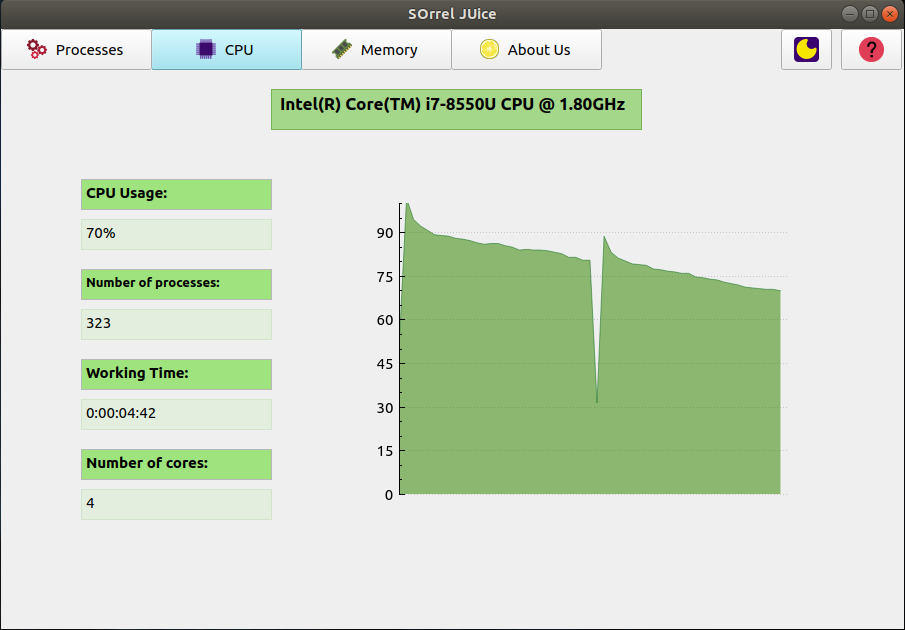 SOrrel JUice
Processes
CPU
Memory
About Us
?
Intel(R) Core(TM) i7-8550U CPU @ 1.80GHz
CPU Usage:
70%
Number of processes:
323
Working Time:
0:00:04:42
Number of cores:
4
90
75
60
45
30
15
0